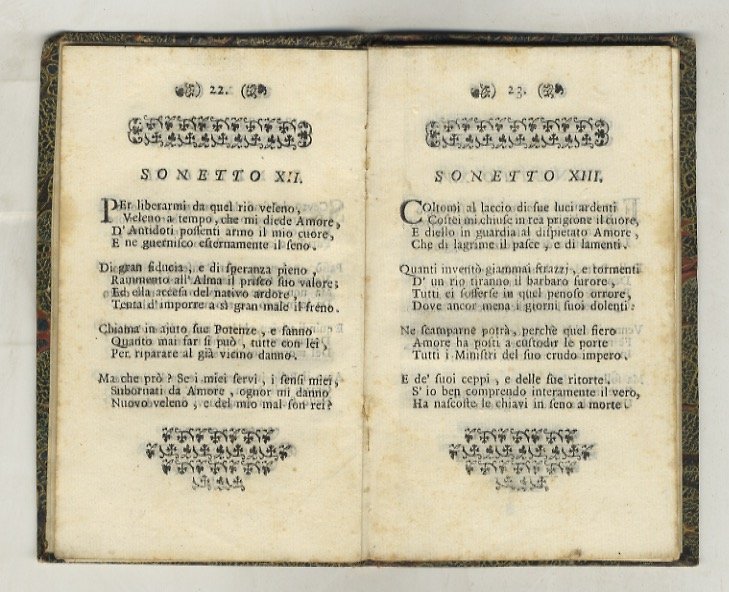 22.
SONETTO XII.
PEr liberarmi da quel rio veleno,
Veleno a tempo, che mi diede Amore,
D' Antidoti possenti armo il mio cuore,
E ne guernisco esternamente il seno.
Di gran fiducia, e di speranza pieno,
Rammento all' Alma il prisco suo valore;
Ed ella accesa del nativo ardore,
Tenta d' imporre a sì gran male il freno.
Chiama in ajuto sue Potenze, e fanno
Quanto mai far si può, tutte con lei,
Per riparare al già vicino danno.
Ma che prò? Se i miei servi, i sensi miei,
Subornati da Amore, ognor mi danno
Nuovo veleno, e del mio mal son rei?
23.
SONETTO XIII.
COltomi al laccio di sue luci ardenti
Costei mi chiuse in rea prigione il cuore,
E diello in guardia al dispietato Amore,
Che di lagrime il pasce, e di lamenti.
Quanti inventò giammai strazzi, e tormenti
D' un rio tiranno il barbaro furore,
Tutti ei sofferse in quel penoso orrore,
Dove ancor mena i giorni suoi dolenti.
Ne scamparne potrà, perchè quel fiero
Amore ha posti a custodir le porte
Tutti i Ministri del suo crudo impero.
E de' suoi ceppi, e delle sue ritorte.
S' io ben comprendo interamente il vero,
Ha nascoste le chiavi in seno a morte.